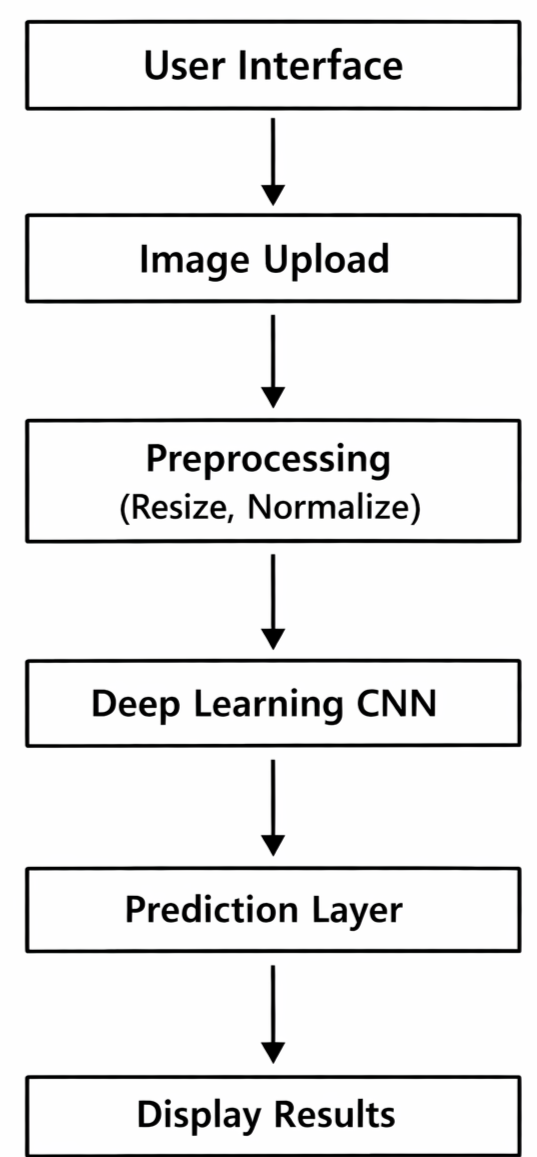 User Interface
Image Upload
Preprocessing
(Resize, Normalize)
Deep Learning CNN
Prediction Layer
Display Results